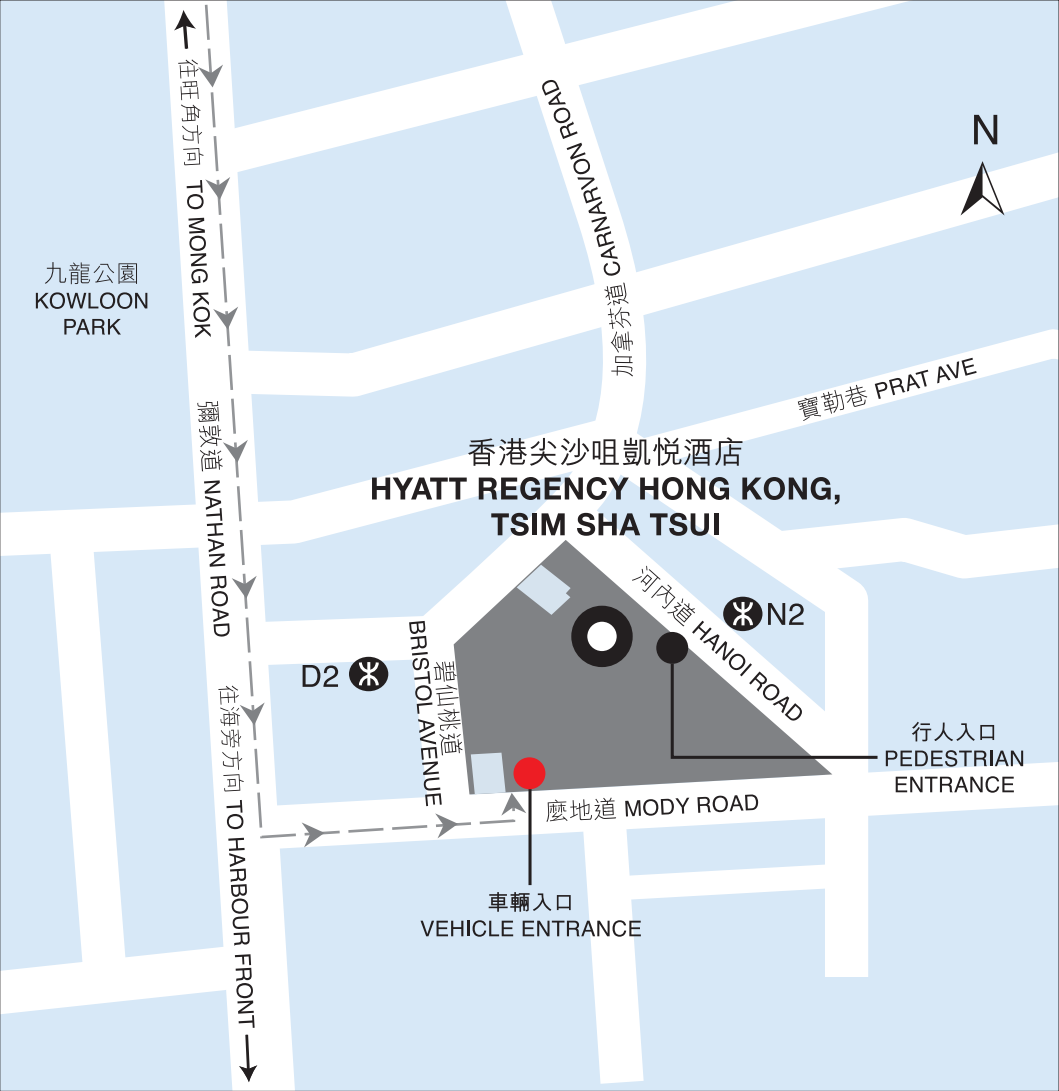 往旺角方向 TO MONG KOK
加拿芬道 CARNARVON ROAD
N
九龍公園
KOWLOON
PARK
寶勒巷 PRAT AVE
彌敦道 NATHAN ROAD
香港尖沙咀凱悦酒店
HYATT REGENCY HONG KONG,
TSIM SHA TSUI
河內道 HANOI ROAD
N2
D2
碧仙桃道
BRISTOL AVENUE
往海旁方向 TO HARBOUR FRONT
行人入口
PEDESTRIAN
ENTRANCE
麼地道 MODY ROAD
車輛入口
VEHICLE ENTRANCE